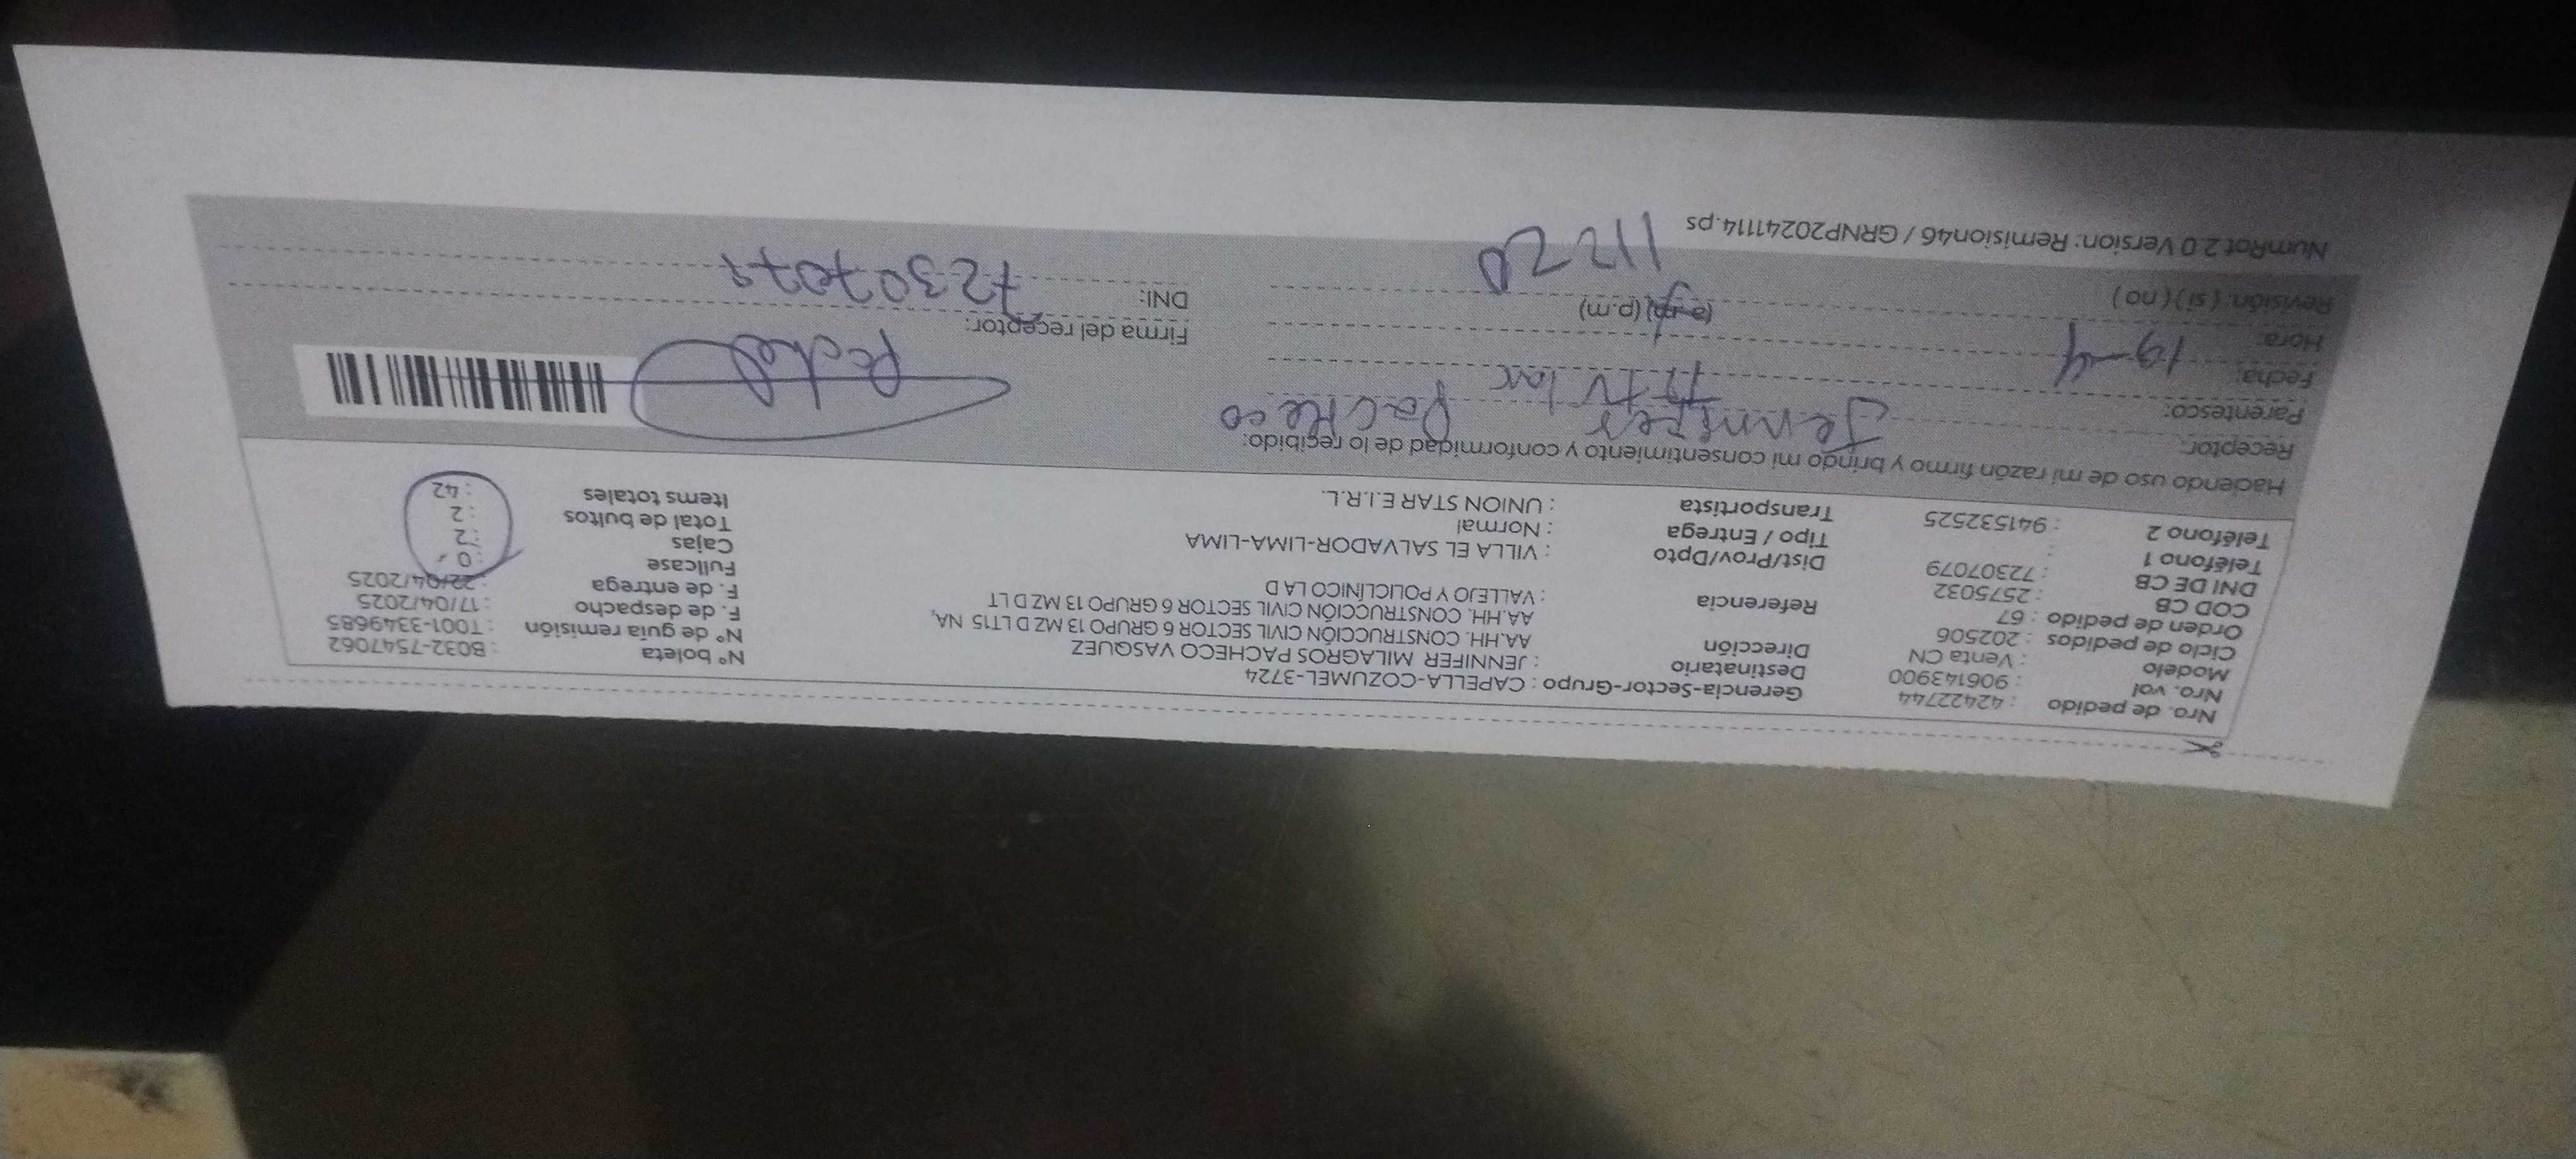 Nro. de pedido : 42422744
Nro. vol : 906143900
Modelo : Venta CN
Ciclo de pedidos : 202506
Orden de pedido : 67
COD CB : 2575032
DNI DE CB : 72307079
Teléfono 1 :
Teléfono 2 : 941532525
Gerencia-Sector-Grupo : CAPELLA-COZUMEL-3724
Destinatario : JENNIFER MILAGROS PACHECO VASQUEZ
Dirección AA.HH. CONSTRUCCIÓN CIVIL SECTOR 6 GRUPO 13 MZ D LT15 NA,
AA.HH. CONSTRUCCIÓN CIVIL SECTOR 6 GRUPO 13 MZ D LT
Referencia : VALLEJO Y POLICLÍNICO LA D
Dist/Prov/Dpto : VILLA EL SALVADOR-LIMA-LIMA
Tipo / Entrega : Normal
Transportista : UNION STAR E.I.R.L.
N° boleta : B032-7547062
N° de guía remisión : T001-3349685
F. de despacho : 17/04/2025
F. de entrega : 22/04/2025
Fullcase : 0
Cajas : 2
Total de bultos : 2
Items totales : 42
Haciendo uso de mi razón firmo y brindo mi consentimiento y conformidad de lo recibido:
Receptor: Jennifer Pacheco
Parentesco: Titular
Fecha: 19-4
Hora: (a.m) (p.m)
Revisión: ( si ) ( no ) 11220
Firma del receptor:
DNI: 72307079
NumRot 2.0 Version: Remision46 / GRNP20241114.ps